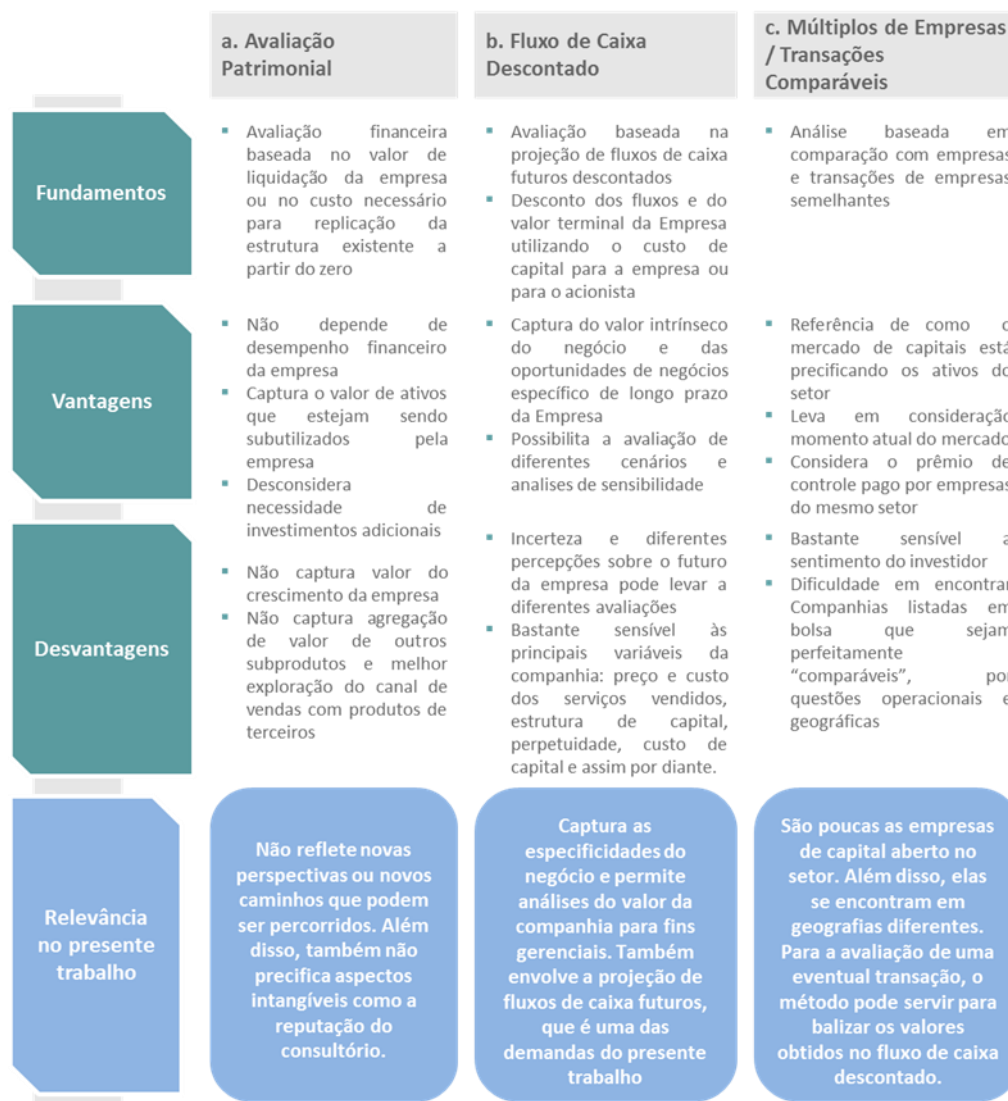 a. Avaliação
Patrimonial
b. Fluxo de Caixa
Descontado
c. Múltiplos de Empresas
/ Transações
Comparáveis
Fundamentos
▪ Avaliação financeira
baseada no valor de
liquidação da empresa
ou no custo necessário
para replicação da
estrutura existente a
partir do zero
▪ Avaliação baseada na
projeção de fluxos de caixa
futuros descontados
▪ Desconto dos fluxos e do
valor terminal da Empresa
utilizando o custo de
capital para a empresa ou
para o acionista
▪ Análise baseada em
comparação com empresas
e transações de empresas
semelhantes
Vantagens
▪ Não depende de
desempenho financeiro
da empresa
▪ Captura o valor de ativos
que estejam sendo
subutilizados pela
empresa
▪ Desconsidera
necessidade de
investimentos adicionais
▪ Captura do valor intrínseco
do negócio e das
oportunidades de negócios
específico de longo prazo
da Empresa
▪ Possibilita a avaliação de
diferentes cenários e
analises de sensibilidade
▪ Referência de como
mercado de capitais está
precificando os ativos do
setor
▪ Leva em consideração
momento atual do mercado
▪ Considera o prêmio de
controle pago por empresas
do mesmo setor
Desvantagens
▪ Não captura valor do
crescimento da empresa
▪ Não captura agregação
de valor de outros
subprodutos e melhor
exploração do canal de
vendas com produtos de
terceiros
▪ Incerteza e diferentes
percepções sobre o futuro
da empresa pode levar a
diferentes avaliações
▪ Bastante sensível às
principais variáveis da
companhia: preço e custo
dos serviços vendidos,
estrutura de capital,
perpetuidade, custo de
capital e assim por diante.
▪ Bastante sensível a
sentimento do investidor
▪ Dificuldade em encontrar
Companhias listadas em
bolsa que sejam
perfeitamente
“comparáveis”, por
questões operacionais e
geográficas
Relevância
no presente
trabalho
Não reflete novas
perspectivas ou novos
caminhos que podem
ser percorridos. Além
disso, também não
precifica aspectos
intangíveis como a
reputação do
consultório.
Captura as
especificidades do
negócio e permite
análises do valor da
companhia para fins
gerenciais. Também
envolve a projeção de
fluxos de caixa futuros,
que é uma das
demandas do presente
trabalho
São poucas as empresas
de capital aberto no
setor. Além disso, elas
se encontram em
geografias diferentes.
Para a avaliação de uma
eventual transação, o
método pode servir para
balizar os valores
obtidos no fluxo de caixa
descontado.